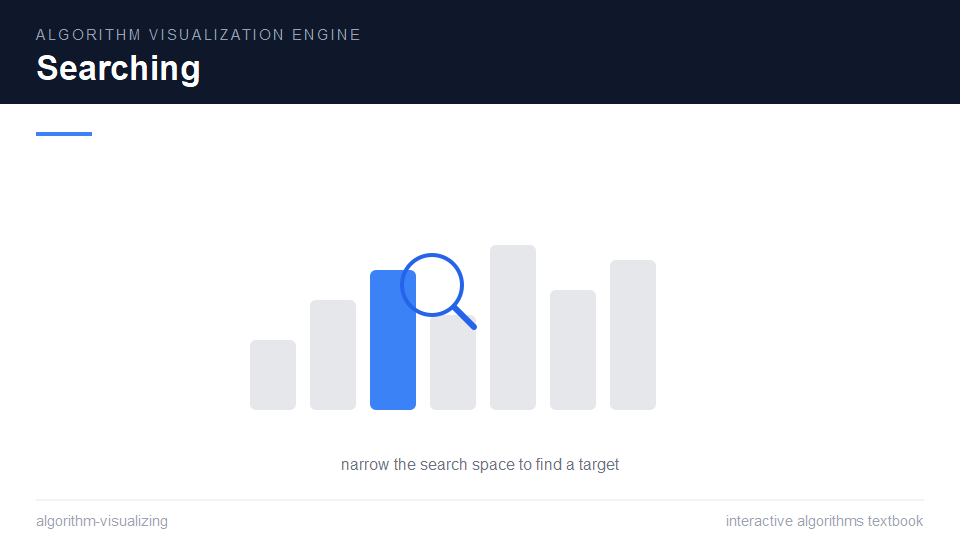 ALGORITHM VISUALIZATION ENGINE
Searching
narrow the search space to find a target
algorithm-visualizing
interactive algorithms textbook